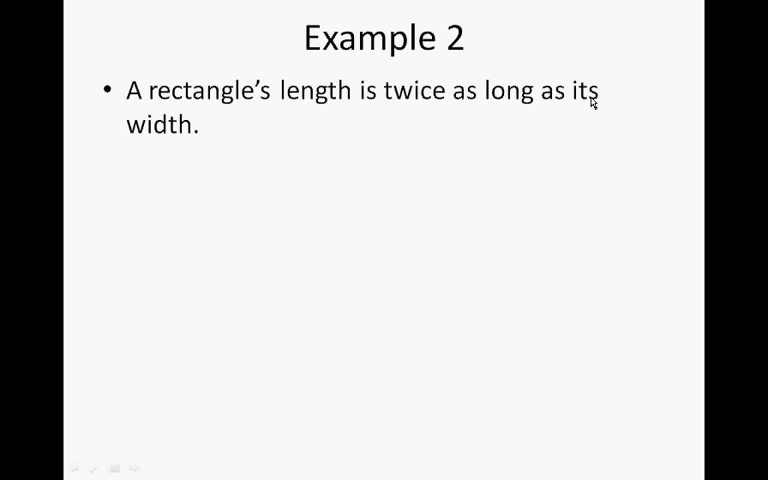 Example 2
• A rectangle’s length is twice as long as its
width.